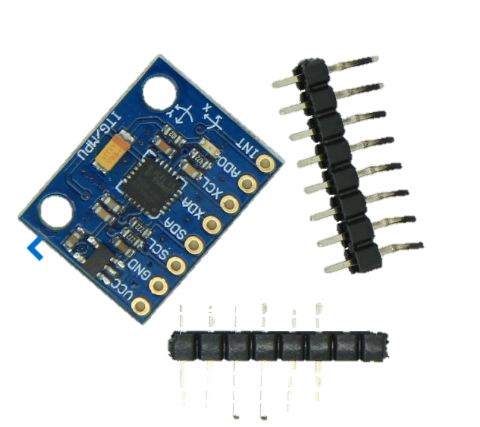 ITG/MPU
X
Y
INT
ADO
XCL
XDA
SDA
SCL
GND
VCC